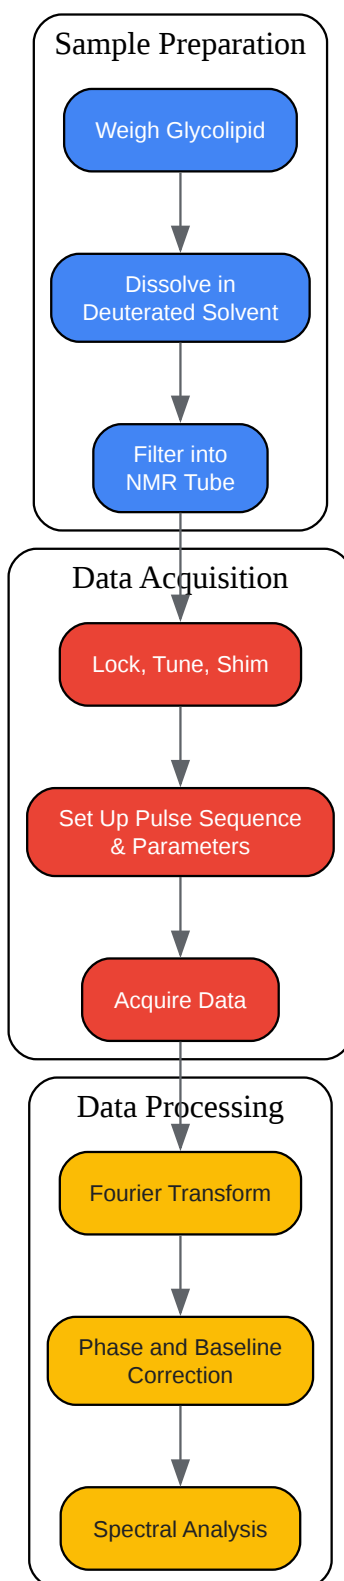 Sample Preparation
Weigh Glycolipid
Dissolve in
Deuterated Solvent
Filter into
NMR Tube
Data Acquisition
Lock, Tune, Shim
Set Up Pulse Sequence
& Parameters
Acquire Data
Data Processing
Fourier Transform
Phase and Baseline
Correction
Spectral Analysis